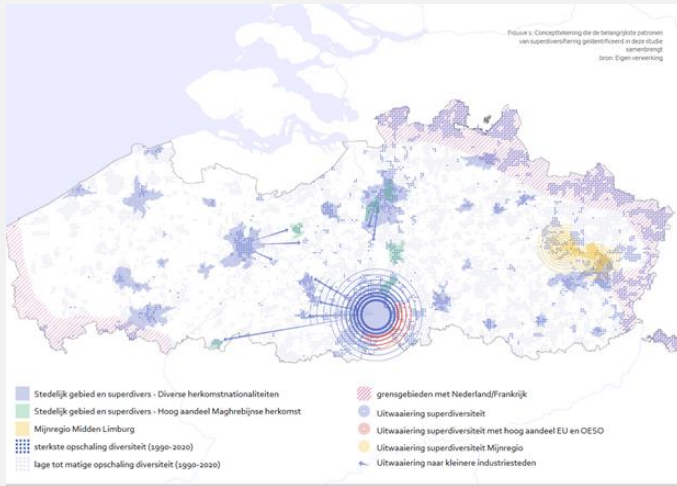 Figuur 1: Concepttekening die de belangrijkste patronen
van superdiversifiering geïdentificeerd in deze studie
samenbrengt
bron: Eigen verwerking
Stedelijk gebied en superdivers - Diverse herkomstnationaliteiten
Stedelijk gebied en superdivers - Hoog aandeel Maghrebijnse herkomst
Mijnregio Midden Limburg
sterkste opschaling diversiteit (1990-2020)
lage tot matige opschaling diversiteit (1990-2020)
grensgebieden met Nederland/Frankrijk
Uitwaaiering superdiversiteit
Uitwaaiering superdiversiteit met hoog aandeel EU en OESO
Uitwaaiering superdiversiteit Mijnregio
Uitwaaiering naar kleinere industriesteden